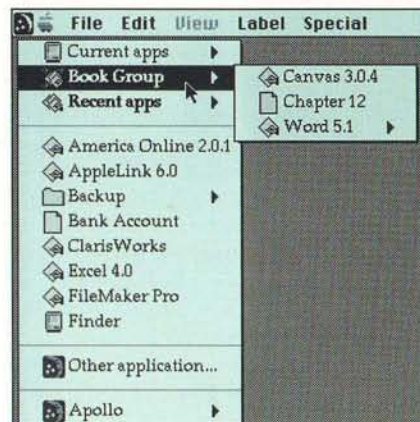 File Edit View Label Special
Current apps
Book Group
Recent apps
America Online 2.0.1
AppleLink 6.0
Backup
Bank Account
ClarisWorks
Excel 4.0
FileMaker Pro
Finder
Other application...
Apollo
Canvas 3.0.4
Chapter 12
Word 5.1